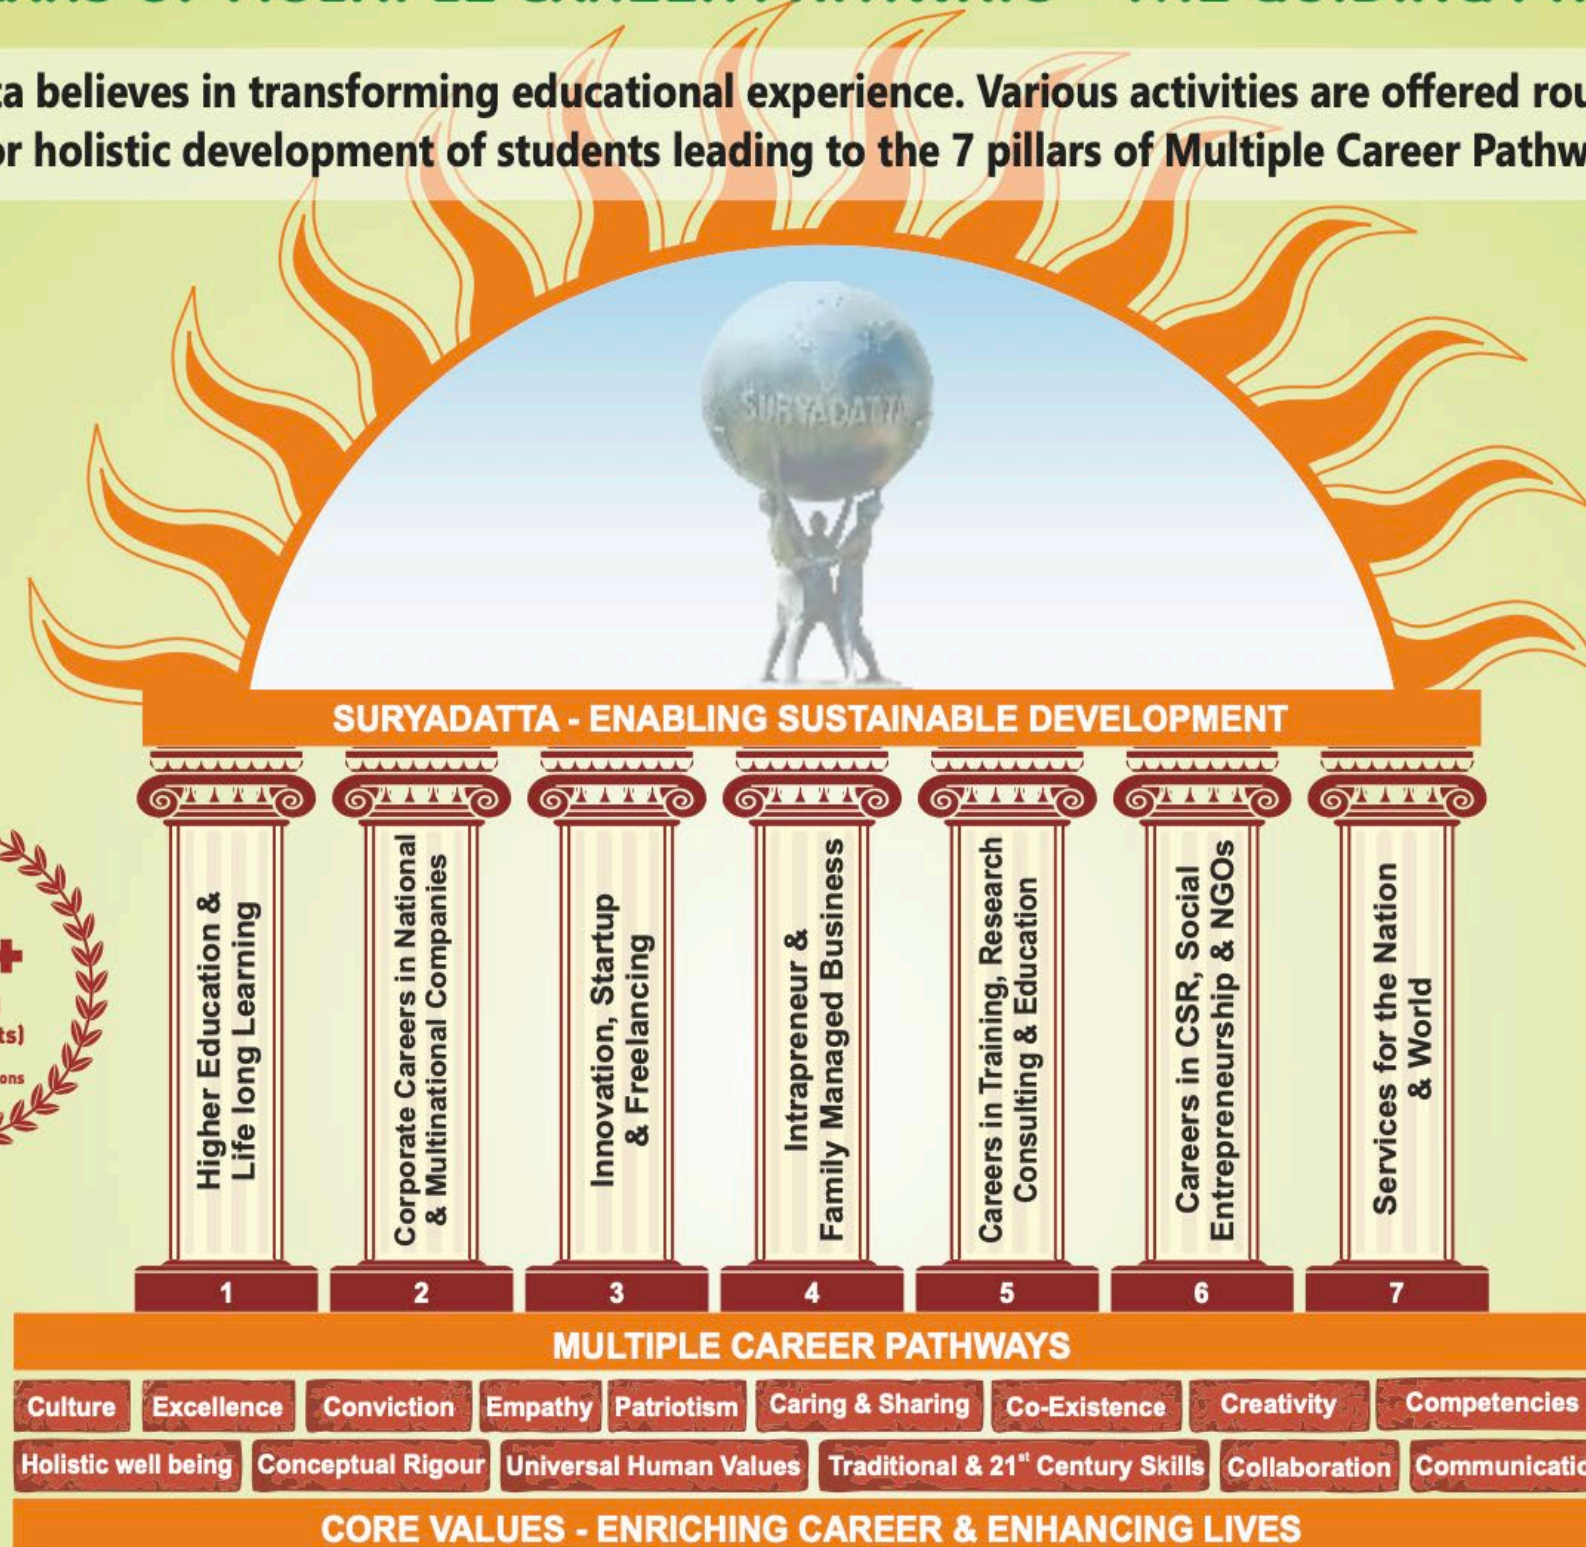 MULTIPLE CAREER PATHWAYS - THE GUIDING
believes in transforming educational experience. Various activities are offered
holistic development of students leading to the 7 pillars of Multiple Career
SURYADATTA
SURYADATTA - ENABLING SUSTAINABLE DEVELOPMENT
Higher Education &
Life long Learning
Corporate Careers in National
& Multinational Companies
Innovation, Startup
& Freelancing
Intrapreneur &
Family Managed Business
Careers in Training, Research
Consulting & Education
Careers in CSR, Social
Entrepreneurship & NGOs
Services for the Nation
& World
+
1 2 3 4 5 6 7
MULTIPLE CAREER PATHWAYS
Culture Excellence Conviction Empathy Patriotism Caring & Sharing Co-Existence Creativity Competencies
Holistic well being Conceptual Rigour Universal Human Values Traditional & 21st Century Skills Collaboration
CORE VALUES - ENRICHING CAREER & ENHANCING LIVES